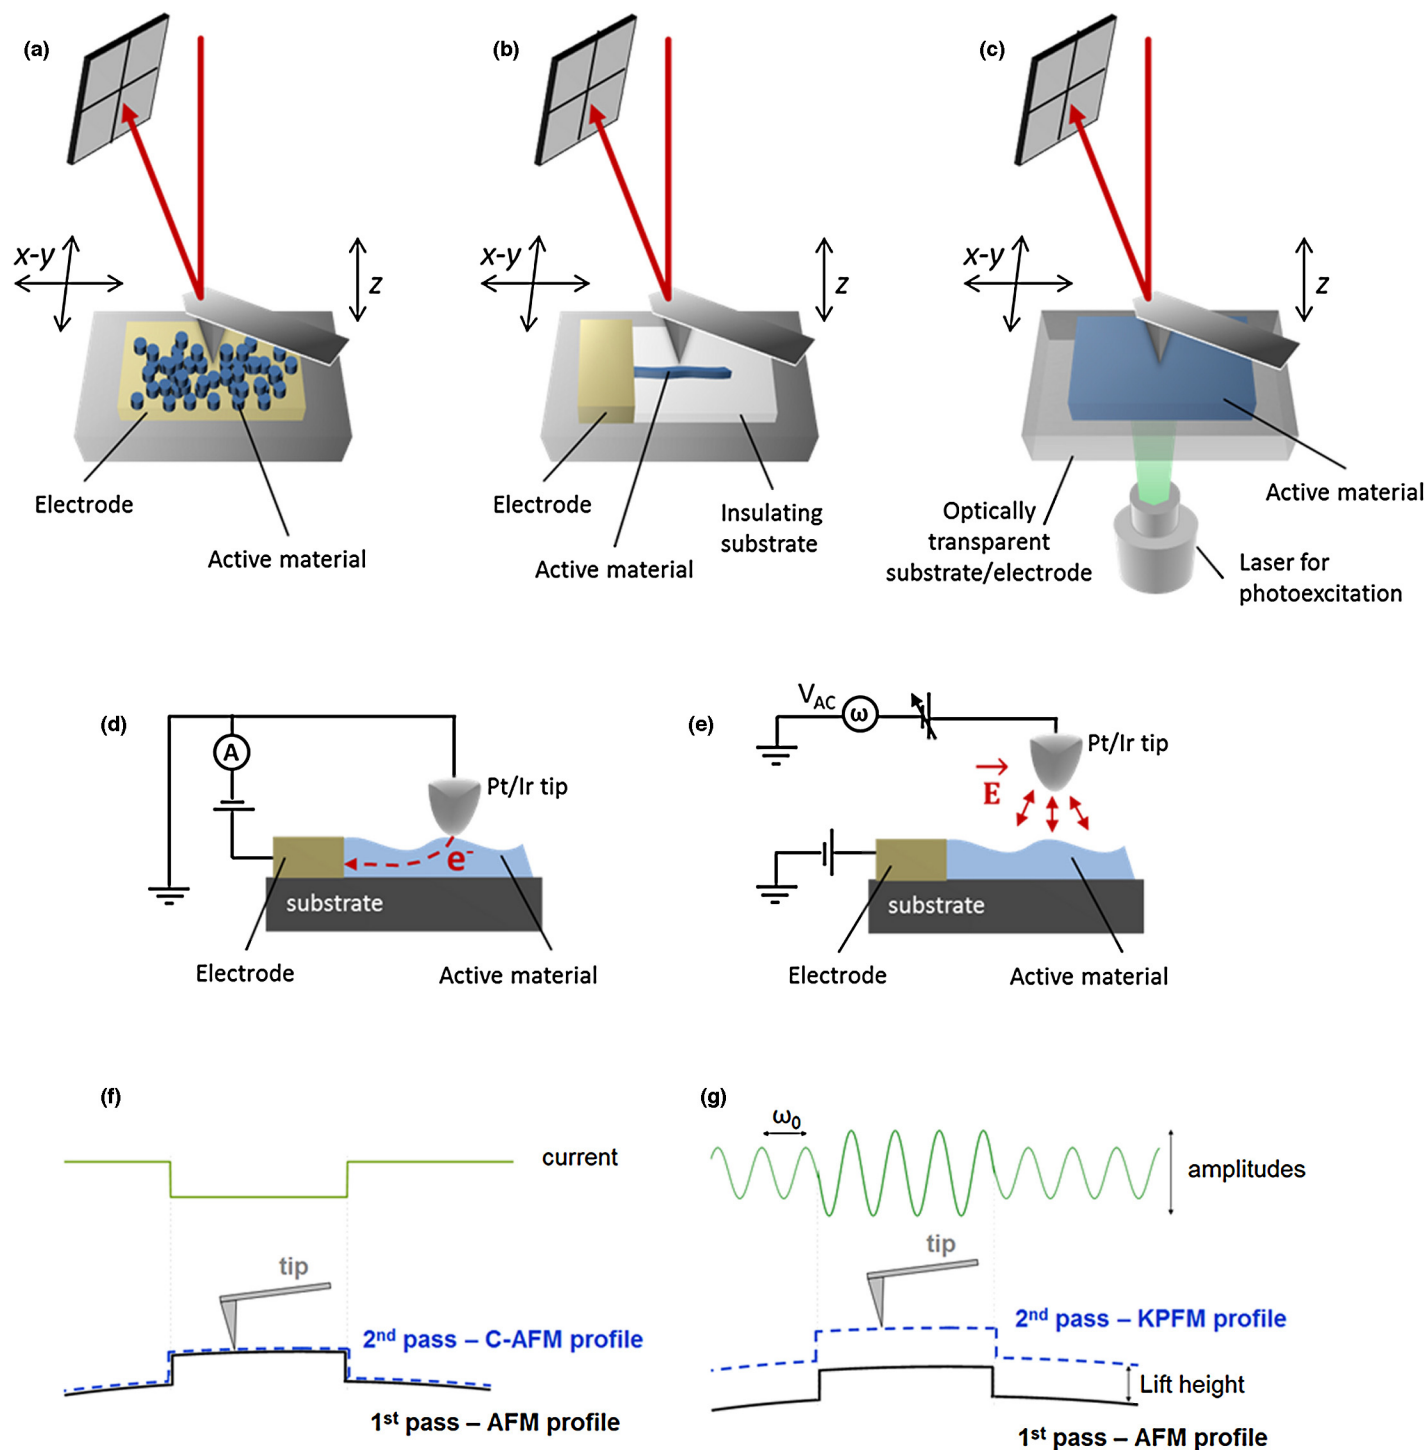 (a)
x-y
z
Electrode
Active material
(b)
x-y
z
Electrode
Active material
Insulating
substrate
(c)
x-y
z
Optically
transparent
substrate/electrode
Active material
Laser for
photoexcitation
(d)
A
Pt/Ir tip
e⁻
substrate
Electrode
Active material
(e)
V_AC
ω
Pt/Ir tip
E
substrate
Electrode
Active material
(f)
current
tip
2nd pass – C-AFM profile
1st pass – AFM profile
(g)
ω₀
amplitudes
tip
2nd pass – KPFM profile
Lift height
1st pass – AFM profile